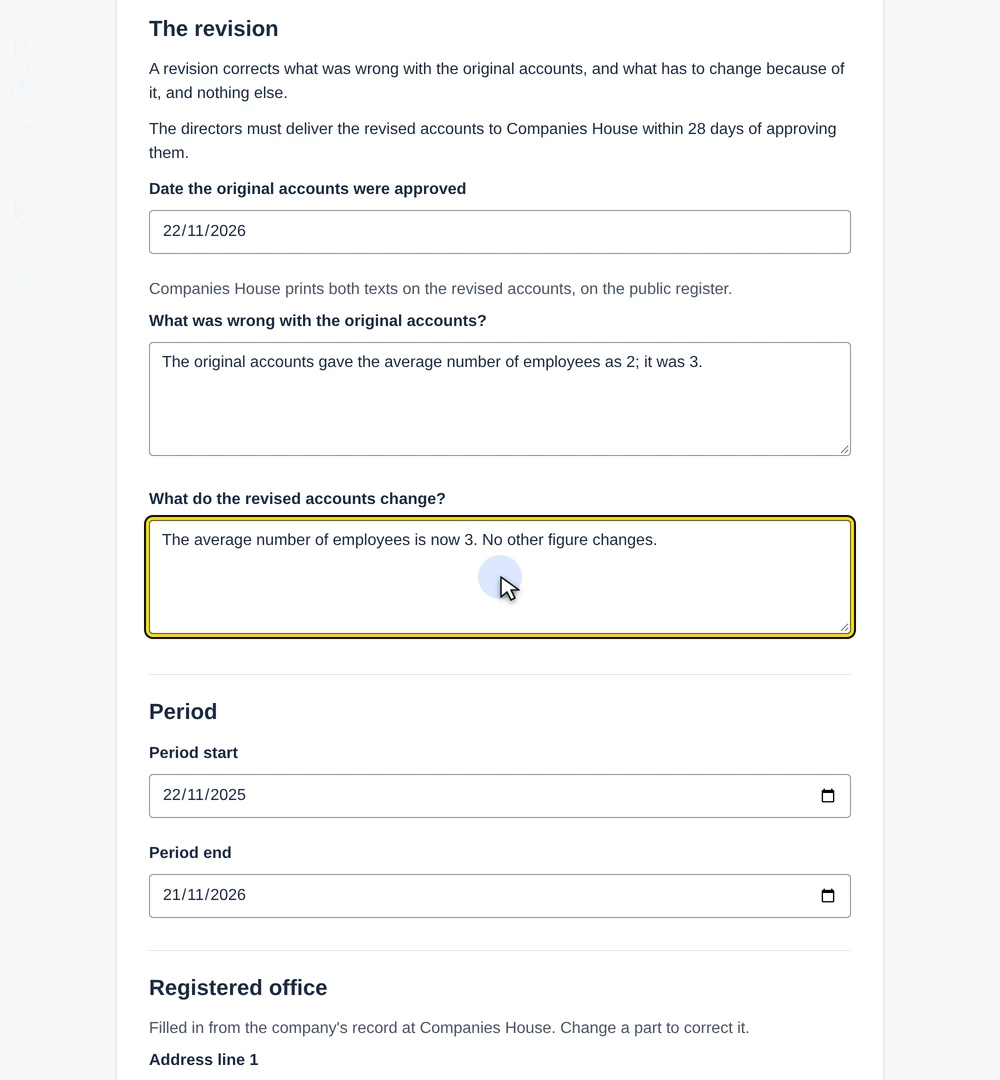 The revision
A revision corrects what was wrong with the original accounts, and what has to change because of
it, and nothing else.
The directors must deliver the revised accounts to Companies House within 28 days of approving
them.
Date the original accounts were approved
22/11/2026
Companies House prints both texts on the revised accounts, on the public register.
What was wrong with the original accounts?
The original accounts gave the average number of employees as 2; it was 3.
What do the revised accounts change?
The average number of employees is now 3. No other figure changes.
Period
Period start
22/11/2025
Period end
21/11/2026
Registered office
Filled in from the company's record at Companies House. Change a part to correct it.
Address line 1